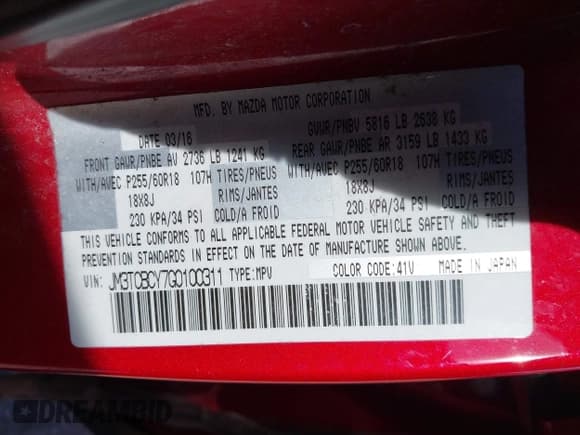 MFD. BY MAZDA MOTOR CORPORATION
DATE 03/16
GVWR/PNBV 5816 LB 2638 KG
FRONT GAWR/PNBE AV 2736 LB 1241 KG
REAR GAWR/PNBE AR 3159 LB 1433 KG
WITH/AVEC P255/60R18 107H TIRES/PNEUS
WITH/AVEC P255/60R18 107H TIRES/PNEUS
18X8J RIMS/JANTES
18X8J RIMS/JANTES
230 KPA/34 PSI COLD/A FROID
230 KPA/34 PSI COLD/A FROID
THIS VEHICLE CONFORMS TO ALL APPLICABLE FEDERAL MOTOR VEHICLE SAFETY AND THEFT
PREVENTION STANDARDS IN EFFECT ON THE DATE OF MANUFACTURE SHOWN ABOVE.
VIN: JM3TCBCY7G0100311 TYPE:MPV COLOR CODE:41V MADE IN JAPAN
DREAMBID